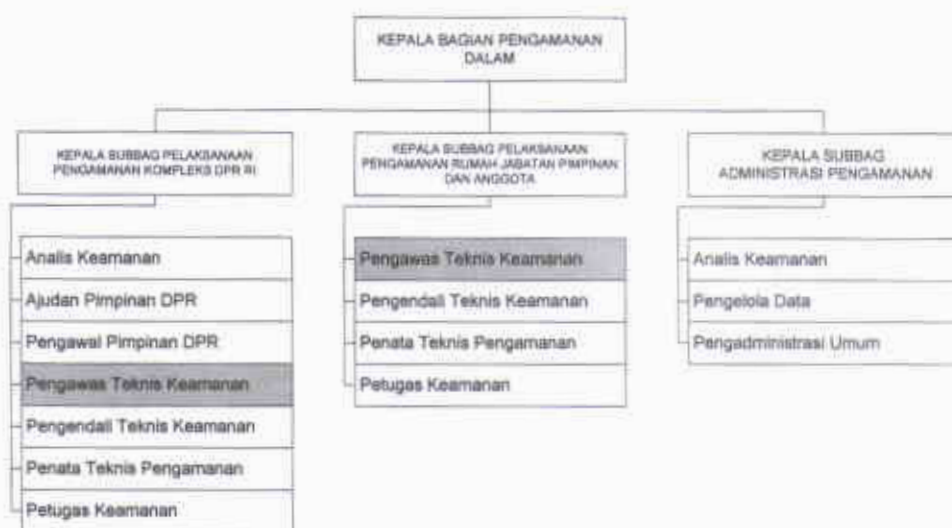 KEPALA BAGIAN PENGAMANAN
DALAM
KEPALA SUBBAG PELAKSANAAN
PENGAMANAN KOMPLEKS DPR RI
Analis Keamanan
Ajudan Pimpinan DPR
Pengawal Pimpinan DPR
Pengawas Teknis Keamanan
Pengendali Teknis Keamanan
Penata Teknis Pengamanan
Petugas Keamanan
KEPALA SUBBAG PELAKSANAAN
PENGAMANAN RUMAH JABATAN PIMPINAN
DAN ANGGOTA
Pengawas Teknis Keamanan
Pengendali Teknis Keamanan
Penata Teknis Pengamanan
Petugas Keamanan
KEPALA SUBBAG
ADMINISTRASI PENGAMANAN
Analis Keamanan
Pengelola Data
Pengadministrasi Umum